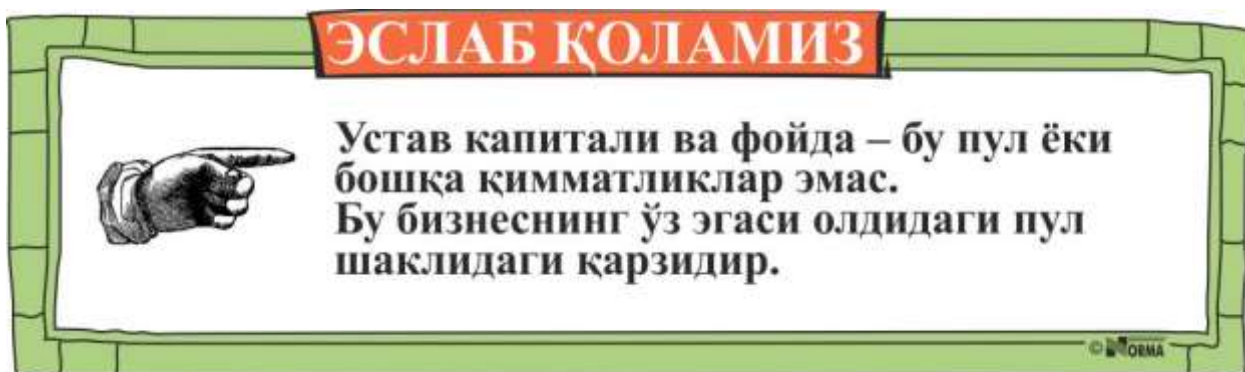 ЭСЛАБ ҚОЛАМИЗ
Устав капитали ва фойда – бу пул ёки
бошқа қимматликлар эмас.
Бу бизнеснинг ўз эгаси олдидаги пул
шаклидаги қарзидир.
© NORMA